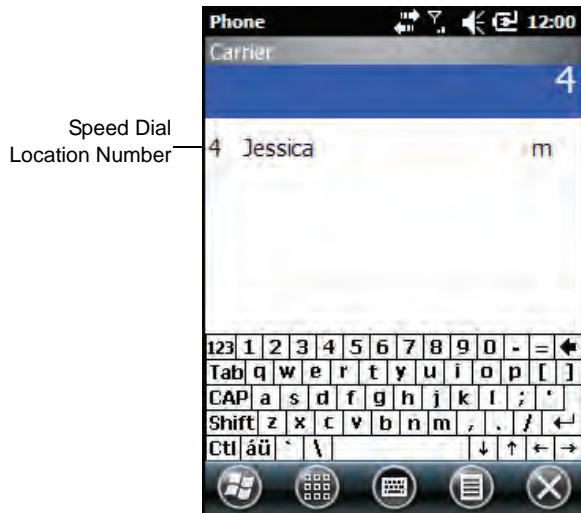 Phone 12:00
Carrier
4
Speed Dial
Location Number
4 Jessica m
123 1 2 3 4 5 6 7 8 9 0 - =
Tab q w e r t y u i o p [ ]
CAP a s d f g h j k l ; '
Shift z x c v b n m , . /
Ctl áü ` \